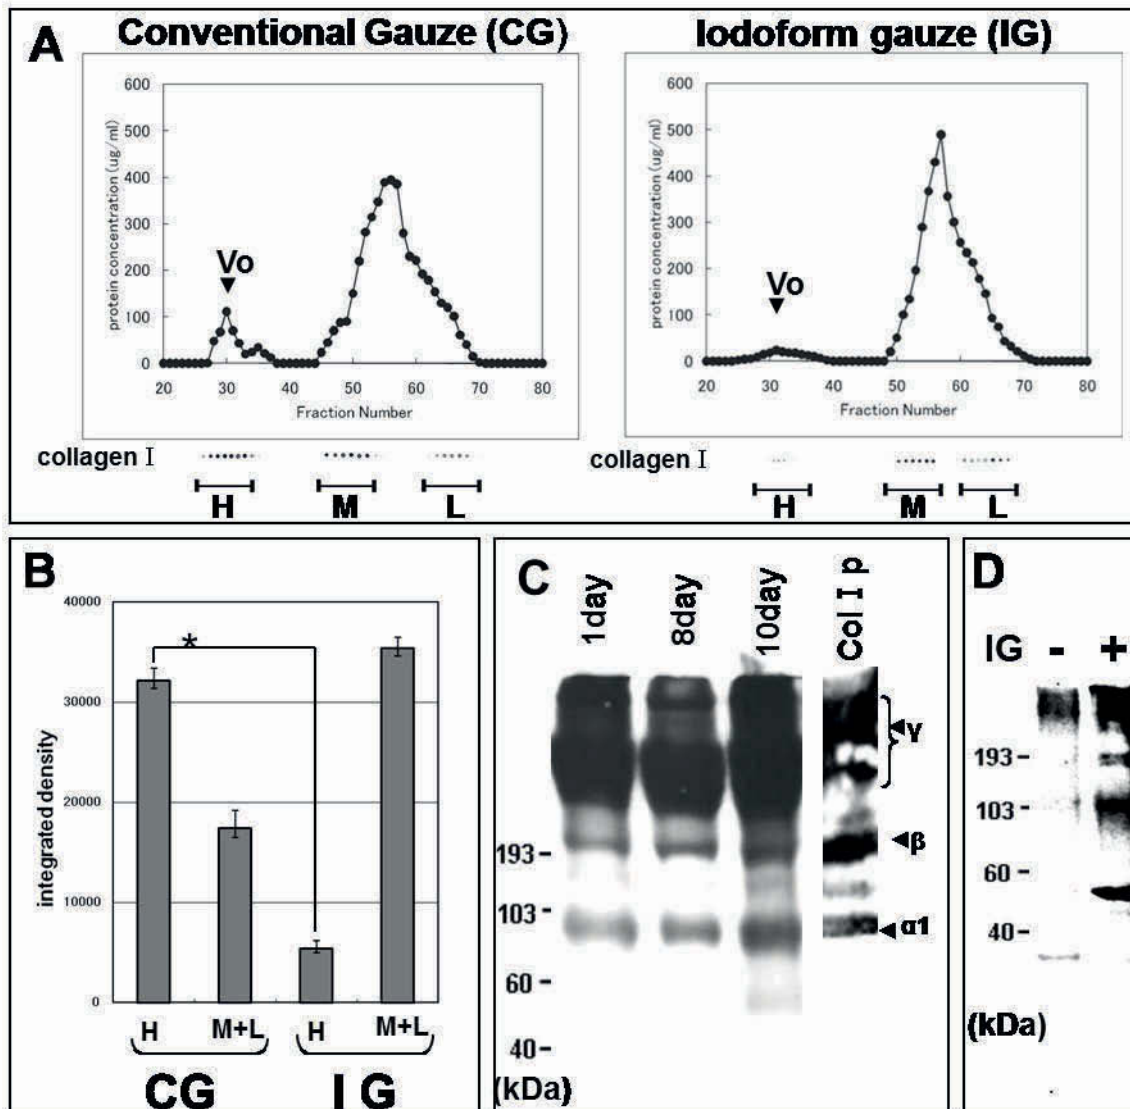 A
Conventional Gauze (CG)
Iodoform gauze (IG)
protein concentration (ug/ml)
600
500
400
300
200
100
0
Vo
20 30 40 50 60 70 80
Fraction Number
protein concentration (ug/ml)
600
500
400
300
200
100
0
Vo
20 30 40 50 60 70 80
Fraction Number
collagen I
H M L
collagen I
H M L
B
integrated density
40000
30000
20000
10000
0
*
H M+L H M+L
CG I G
C
1day 8day 10day Col I p
γ
β
α1
193 -
103 -
60 -
40 -
(kDa)
D
IG - +
193 -
103 -
60 -
40 -
(kDa)